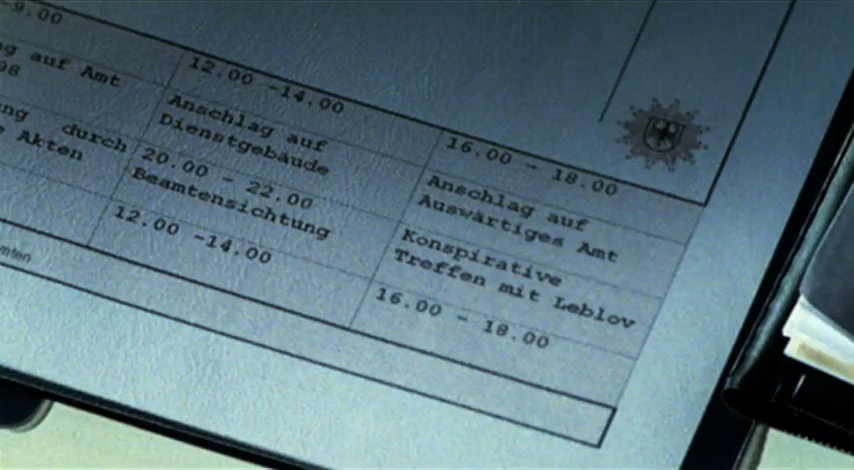 -9.00
12.00 -14.00
16.00 - 18.00
auf Amt
98
Anschlag auf
Dienstgebäude
Anschlag auf
Auswärtiges Amt
durch
Akten
20.00 - 22.00
Beamtensichtung
Konspirative
Treffen mit Leblov
12.00 -14.00
16.00 - 18.00